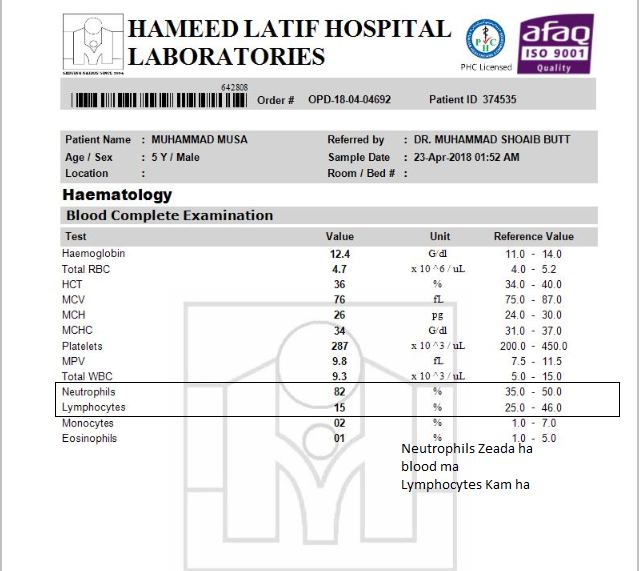 HAMEED LATIF HOSPITAL
LABORATORIES
PHC Licensed
afaq
ISO 9001
Quality
642808
Order # OPD-18-04-04692 Patient ID 374535
Patient Name : MUHAMMAD MUSA Referred by : DR. MUHAMMAD SHOAIB BUTT
Age / Sex : 5 Y / Male Sample Date : 23-Apr-2018 01:52 AM
Location : Room / Bed # :
Haematology
Blood Complete Examination
Test Value Unit Reference Value
Haemoglobin 12.4 G/dl 11.0 - 14.0
Total RBC 4.7 x 10^6 / uL 4.0 - 5.2
HCT 36 % 34.0 - 40.0
MCV 76 fL 75.0 - 87.0
MCH 26 pg 24.0 - 30.0
MCHC 34 G/dl 31.0 - 37.0
Platelets 287 x 10^3 / uL 200.0 - 450.0
MPV 9.8 fL 7.5 - 11.5
Total WBC 9.3 x 10^3 / uL 5.0 - 15.0
Neutrophils 82 % 35.0 - 50.0
Lymphocytes 15 % 25.0 - 46.0
Monocytes 02 % 1.0 - 7.0
Eosinophils 01 % 1.0 - 5.0
Neutrophils Zeada ha
blood ma
Lymphocytes Kam ha